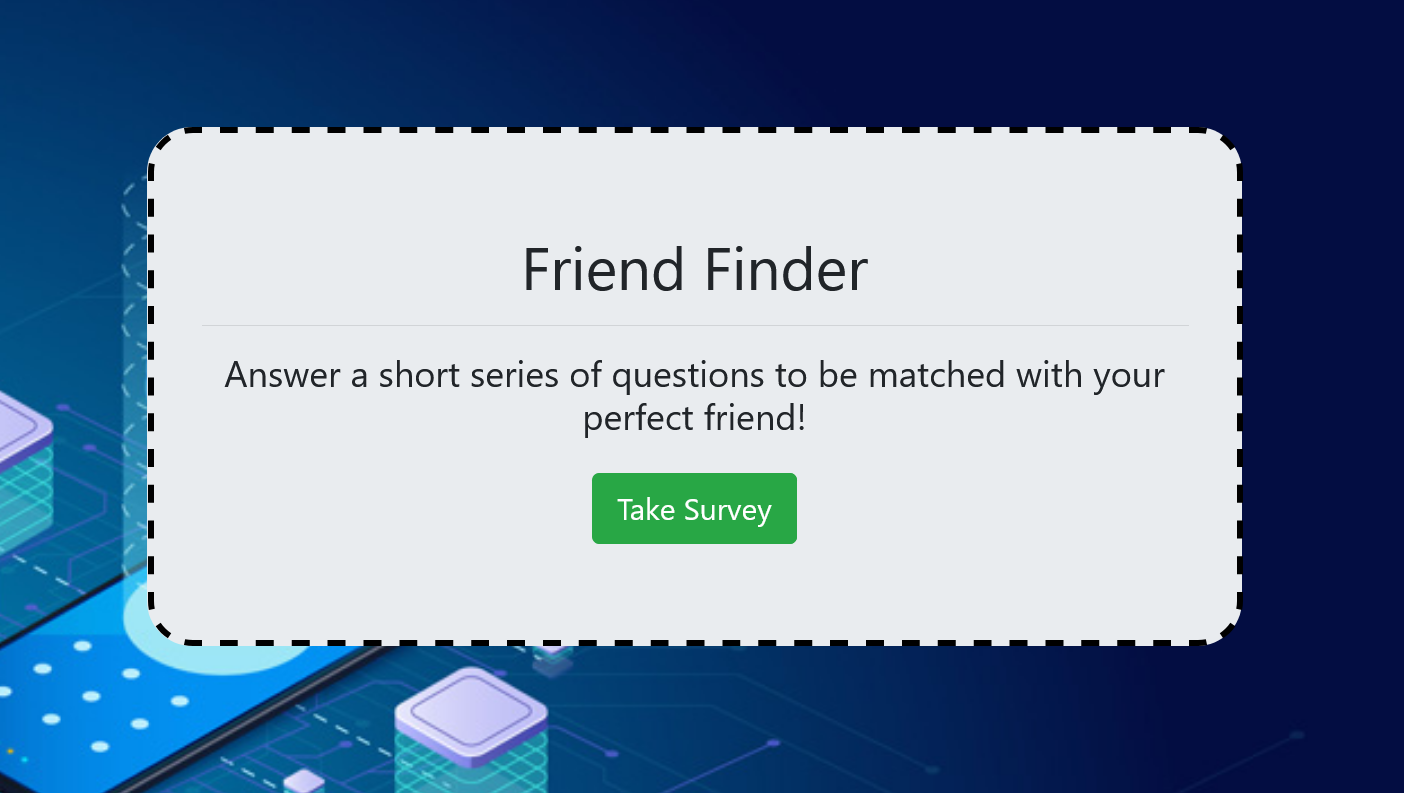 Friend Finder
Answer a short series of questions to be matched with your
perfect friend!
Take Survey